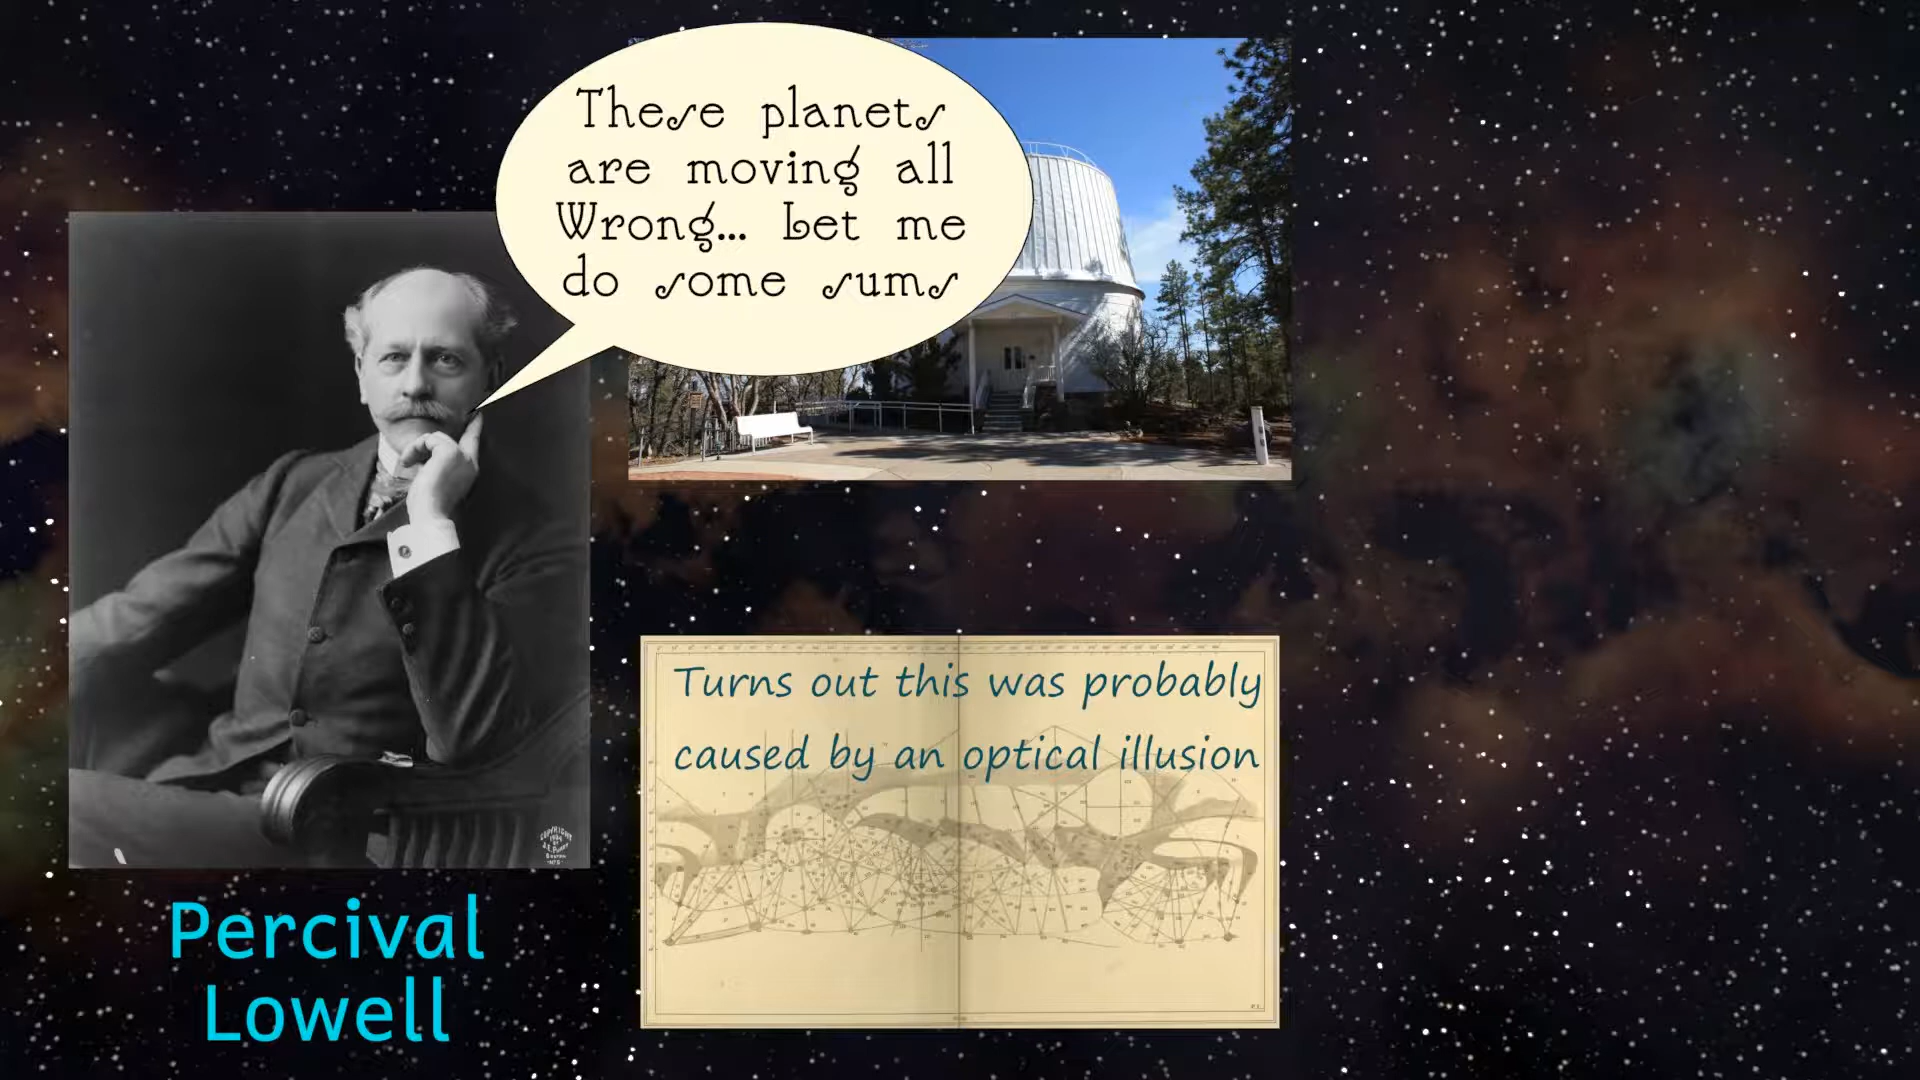 These planets
are moving all
Wrong... Let me
do some sums
Turns out this was probably
caused by an optical illusion
COPYRIGHT
Percival
Lowell